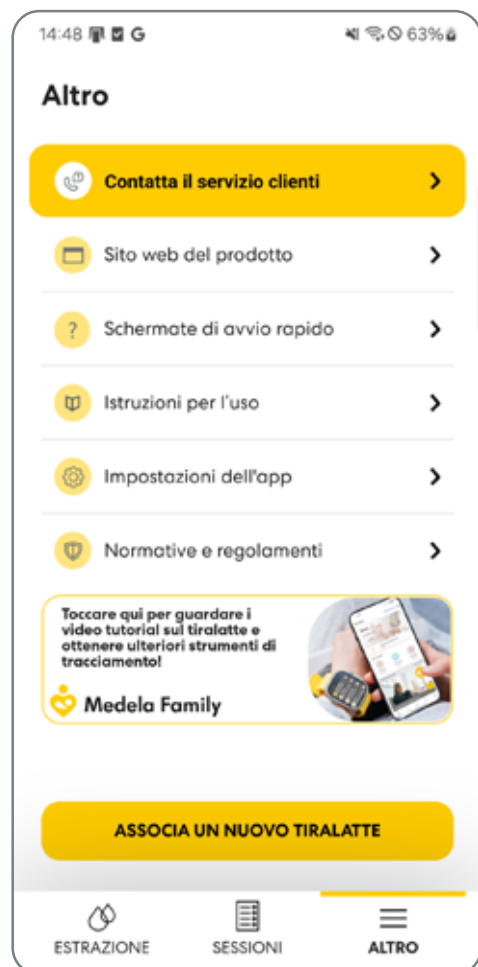 14:48 G 63%
Altro
Contatta il servizio clienti
Sito web del prodotto
? Schermate di avvio rapido
Istruzioni per l'uso
Impostazioni dell'app
Normative e regolamenti
Toccare qui per guardare i
video tutorial sul tiralatte e
ottenere ulteriori strumenti di
tracciamento!
Medela Family
ASSOCIA UN NUOVO TIRALATTE
ESTRAZIONE SESSIONI ALTRO